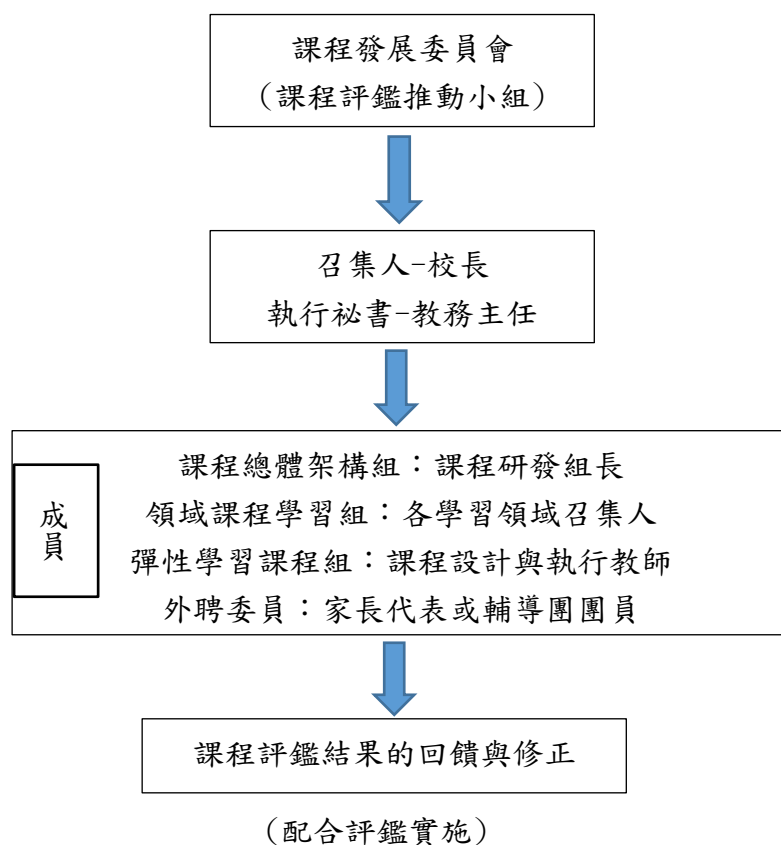 課程發展委員會
（課程評鑑推動小組）
召集人-校長
執行祕書-教務主任
成員
課程總體架構組：課程研發組長
領域課程學習組：各學習領域召集人
彈性學習課程組：課程設計與執行教師
外聘委員：家長代表或輔導團團員
課程評鑑結果的回饋與修正
（配合評鑑實施）